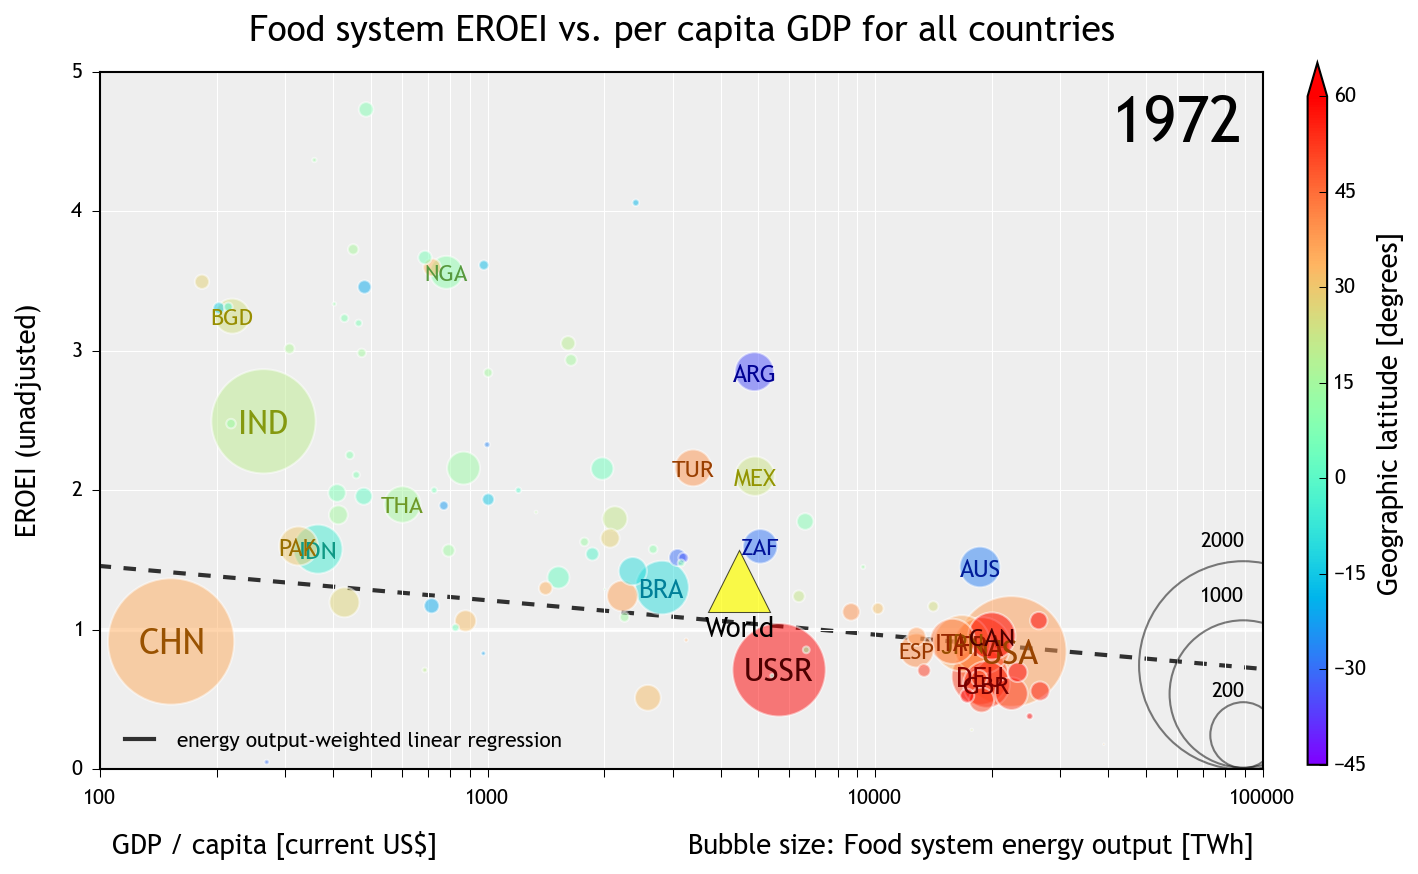 Food system EROEI vs. per capita GDP for all countries
1972
EROEI (unadjusted)
5
4
3
2
1
0
NGA
BGD
ARG
IND
TUR
MEX
THA
PAK
IDN
ZAF
AUS
BRA
World
CHN
USSR
ESP
ITA
CAN
FRA
USA
DEU
GBR
2000
1000
200
energy output-weighted linear regression
100
1000
10000
100000
GDP / capita [current US$]
Bubble size: Food system energy output [TWh]
60
45
30
15
0
−15
−30
−45
Geographic latitude [degrees]